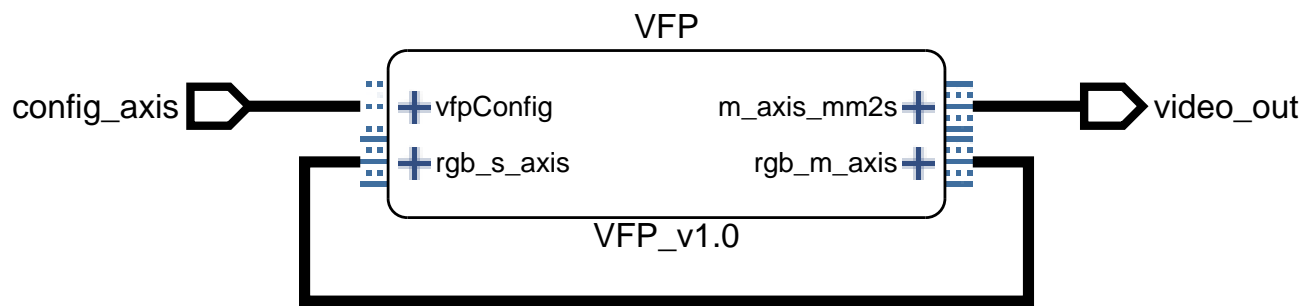 VFP
config_axis
vfpConfig
m_axis_mm2s
video_out
rgb_s_axis
rgb_m_axis
VFP_v1.0